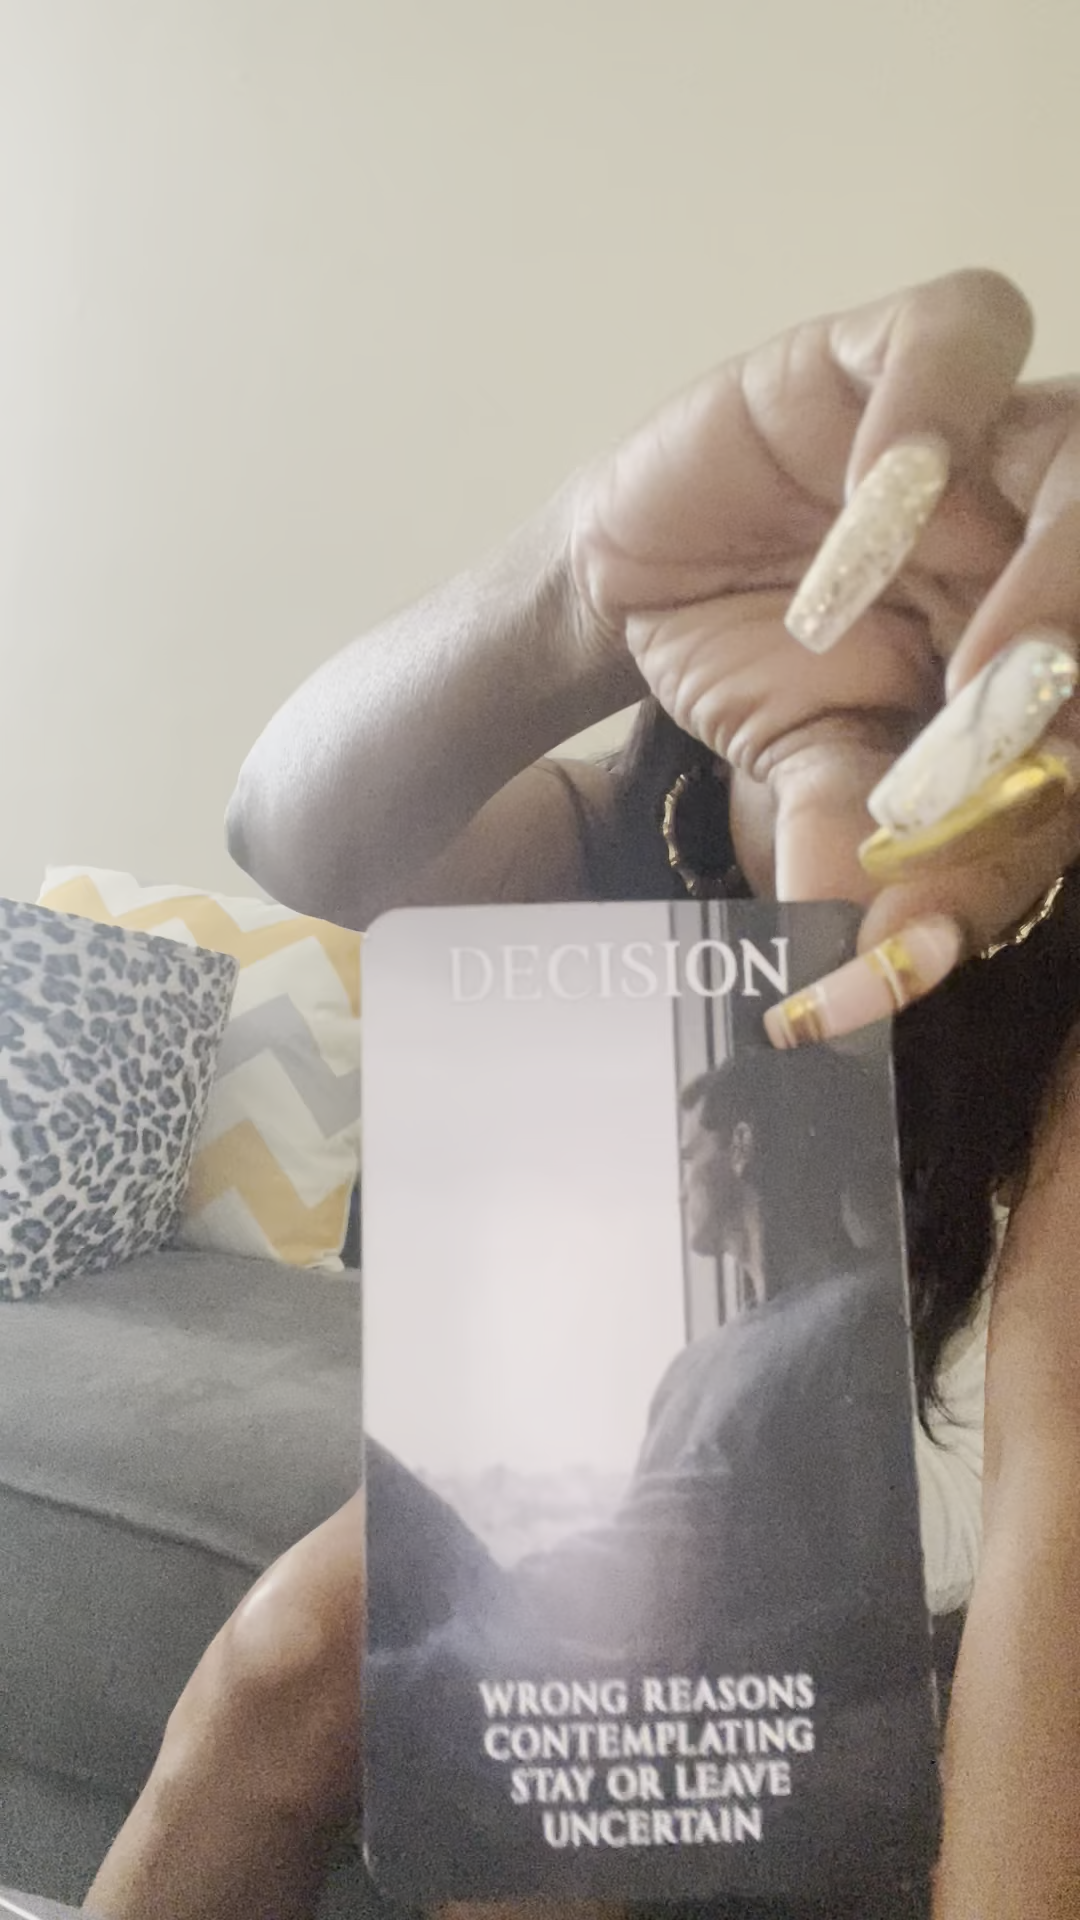 DECISION
WRONG REASONS
CONTEMPLATING
STAY OR LEAVE
UNCERTAIN